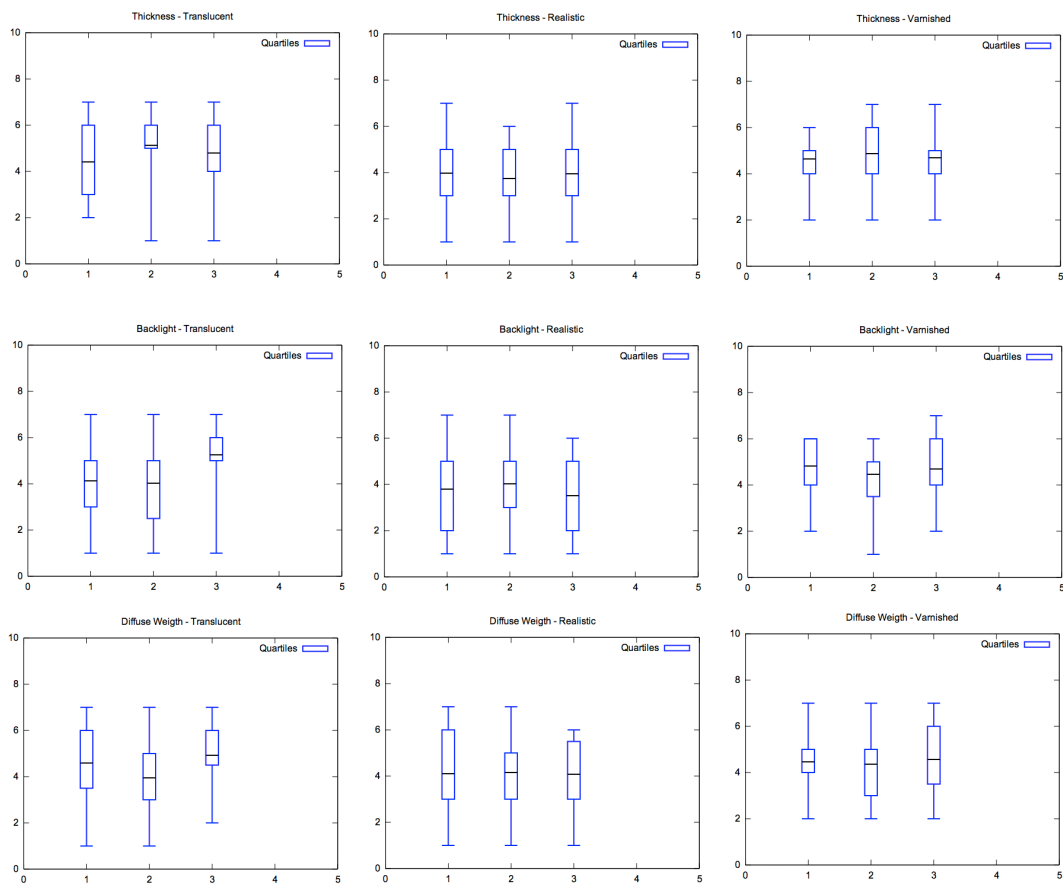 Thickness - Translucent
Quartiles
10
8
6
4
2
0
0 1 2 3 4 5
Thickness - Realistic
Quartiles
10
8
6
4
2
0
0 1 2 3 4 5
Thickness - Varnished
Quartiles
10
8
6
4
2
0
0 1 2 3 4 5
Backlight - Translucent
Quartiles
10
8
6
4
2
0
0 1 2 3 4 5
Backlight - Realistic
Quartiles
10
8
6
4
2
0
0 1 2 3 4 5
Backlight - Varnished
Quartiles
10
8
6
4
2
0
0 1 2 3 4 5
Diffuse Weigth - Translucent
Quartiles
10
8
6
4
2
0
0 1 2 3 4 5
Diffuse Weigth - Realistic
Quartiles
10
8
6
4
2
0
0 1 2 3 4 5
Diffuse Weigth - Varnished
Quartiles
10
8
6
4
2
0
0 1 2 3 4 5